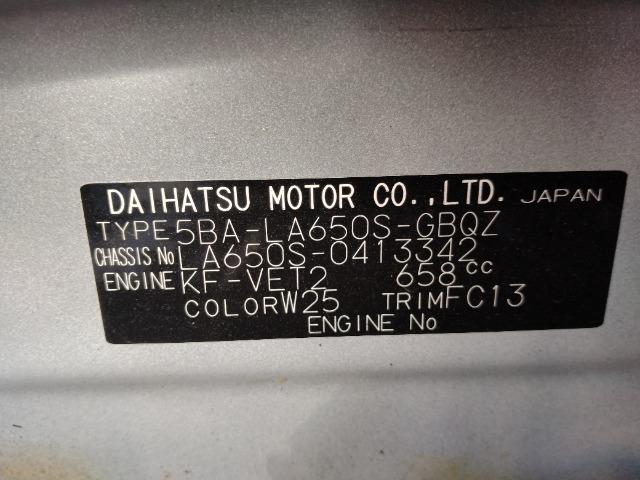 DAIHATSU MOTOR CO.,LTD. JAPAN
TYPE 5BA-LA650S-GBQZ
CHASSIS No LA650S-0413342
ENGINE KF-VET2 658cc
COLOR W25 TRIM FC13
ENGINE No